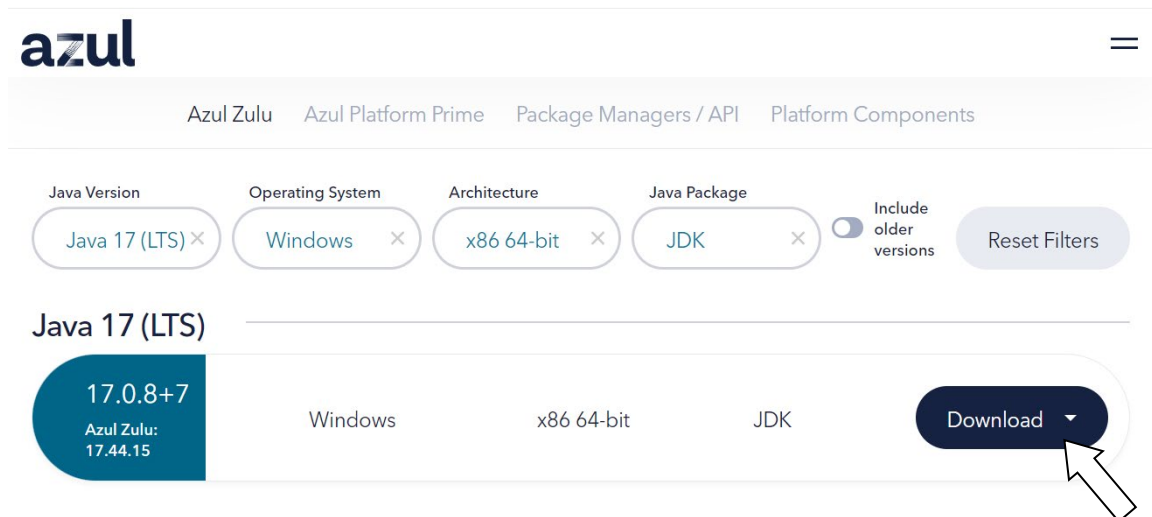 azul
Azul Zulu Azul Platform Prime Package Managers / API Platform Components
Java Version Operating System Architecture Java Package
Java 17 (LTS) × Windows × x86 64-bit × JDK ×
Include
older
versions
Reset Filters
Java 17 (LTS)
17.0.8+7
Azul Zulu:
17.44.15
Windows x86 64-bit JDK Download